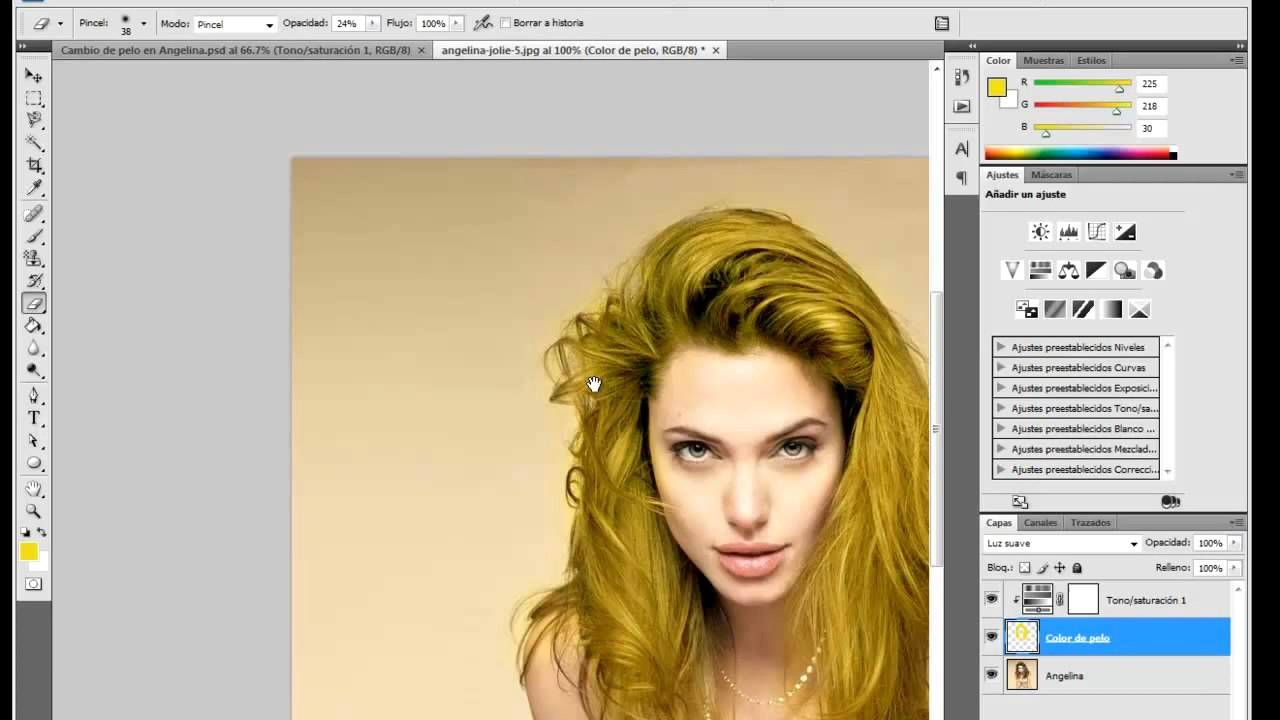 Pincel: 38 Modo: Pincel Opacidad: 24% Flujo: 100% Borrar a historia
Cambio de pelo en Angelina.psd al 66.7% (Tono/saturación 1, RGB/8) × angelina-jolie-5.jpg al 100% (Color de pelo, RGB/8) * ×
Color Muestras Estilos
R 225
G 218
B 30
Ajustes Máscaras
Añadir un ajuste
Ajustes preestablecidos Niveles
Ajustes preestablecidos Curvas
Ajustes preestablecidos Exposici...
Ajustes preestablecidos Tono/sa...
Ajustes preestablecidos Blanco ...
Ajustes preestablecidos Mezclad...
Ajustes preestablecidos Correcci...
Capas Canales Trazados
Luz suave Opacidad: 100%
Bloq.: Relleno: 100%
Tono/saturación 1
Color de pelo
Angelina